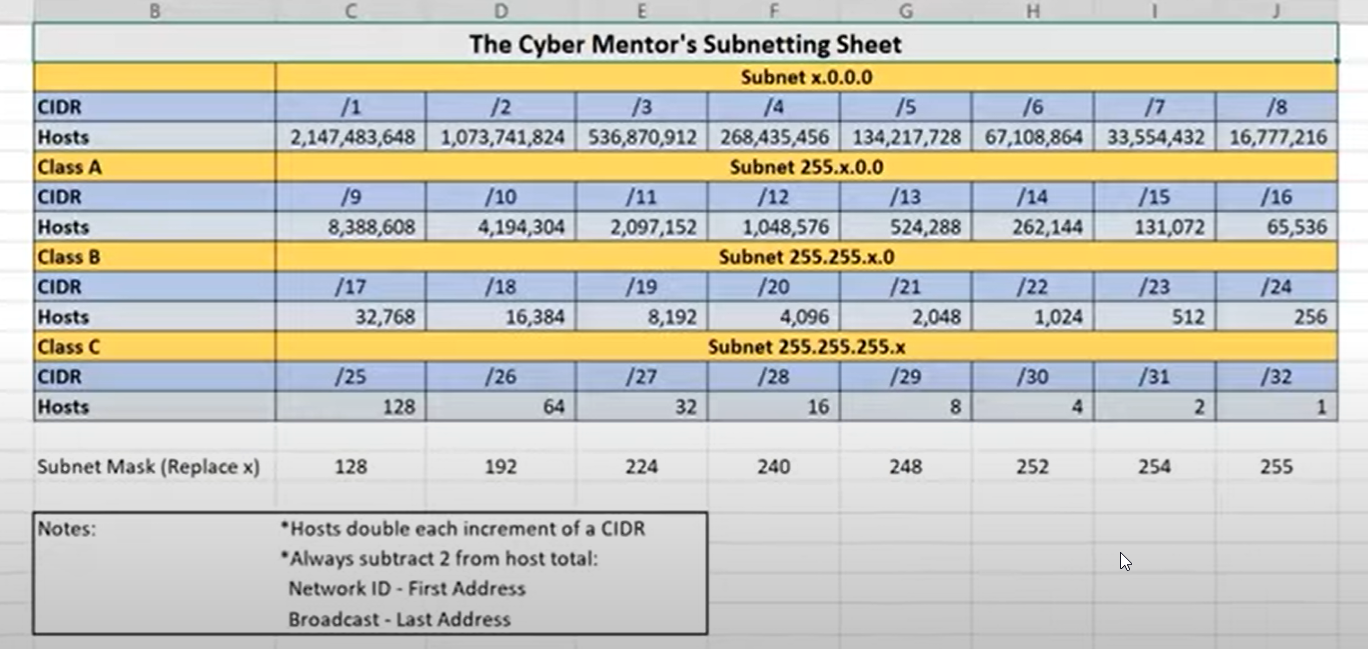 B C D E F G H I J
The Cyber Mentor's Subnetting Sheet
Subnet x.0.0.0
CIDR /1 /2 /3 /4 /5 /6 /7 /8
Hosts 2,147,483,648 1,073,741,824 536,870,912 268,435,456 134,217,728 67,108,864 33,554,432 16,777,216
Class A Subnet 255.x.0.0
CIDR /9 /10 /11 /12 /13 /14 /15 /16
Hosts 8,388,608 4,194,304 2,097,152 1,048,576 524,288 262,144 131,072 65,536
Class B Subnet 255.255.x.0
CIDR /17 /18 /19 /20 /21 /22 /23 /24
Hosts 32,768 16,384 8,192 4,096 2,048 1,024 512 256
Class C Subnet 255.255.255.x
CIDR /25 /26 /27 /28 /29 /30 /31 /32
Hosts 128 64 32 16 8 4 2 1
Subnet Mask (Replace x) 128 192 224 240 248 252 254 255
Notes: *Hosts double each increment of a CIDR
*Always subtract 2 from host total:
Network ID - First Address
Broadcast - Last Address